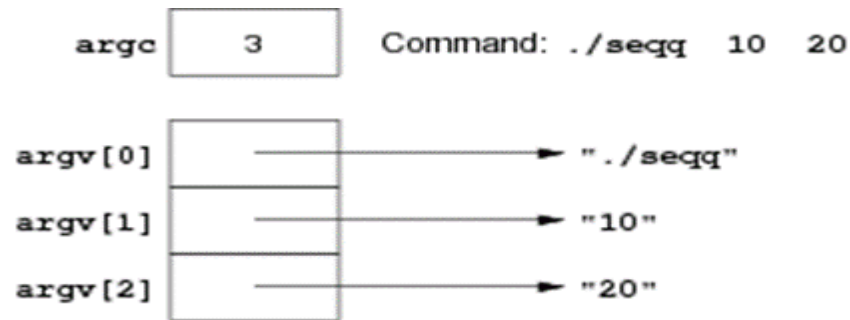 argc 3 Command: ./seqq 10 20
argv[0] "./seqq"
argv[1] "10"
argv[2] "20"